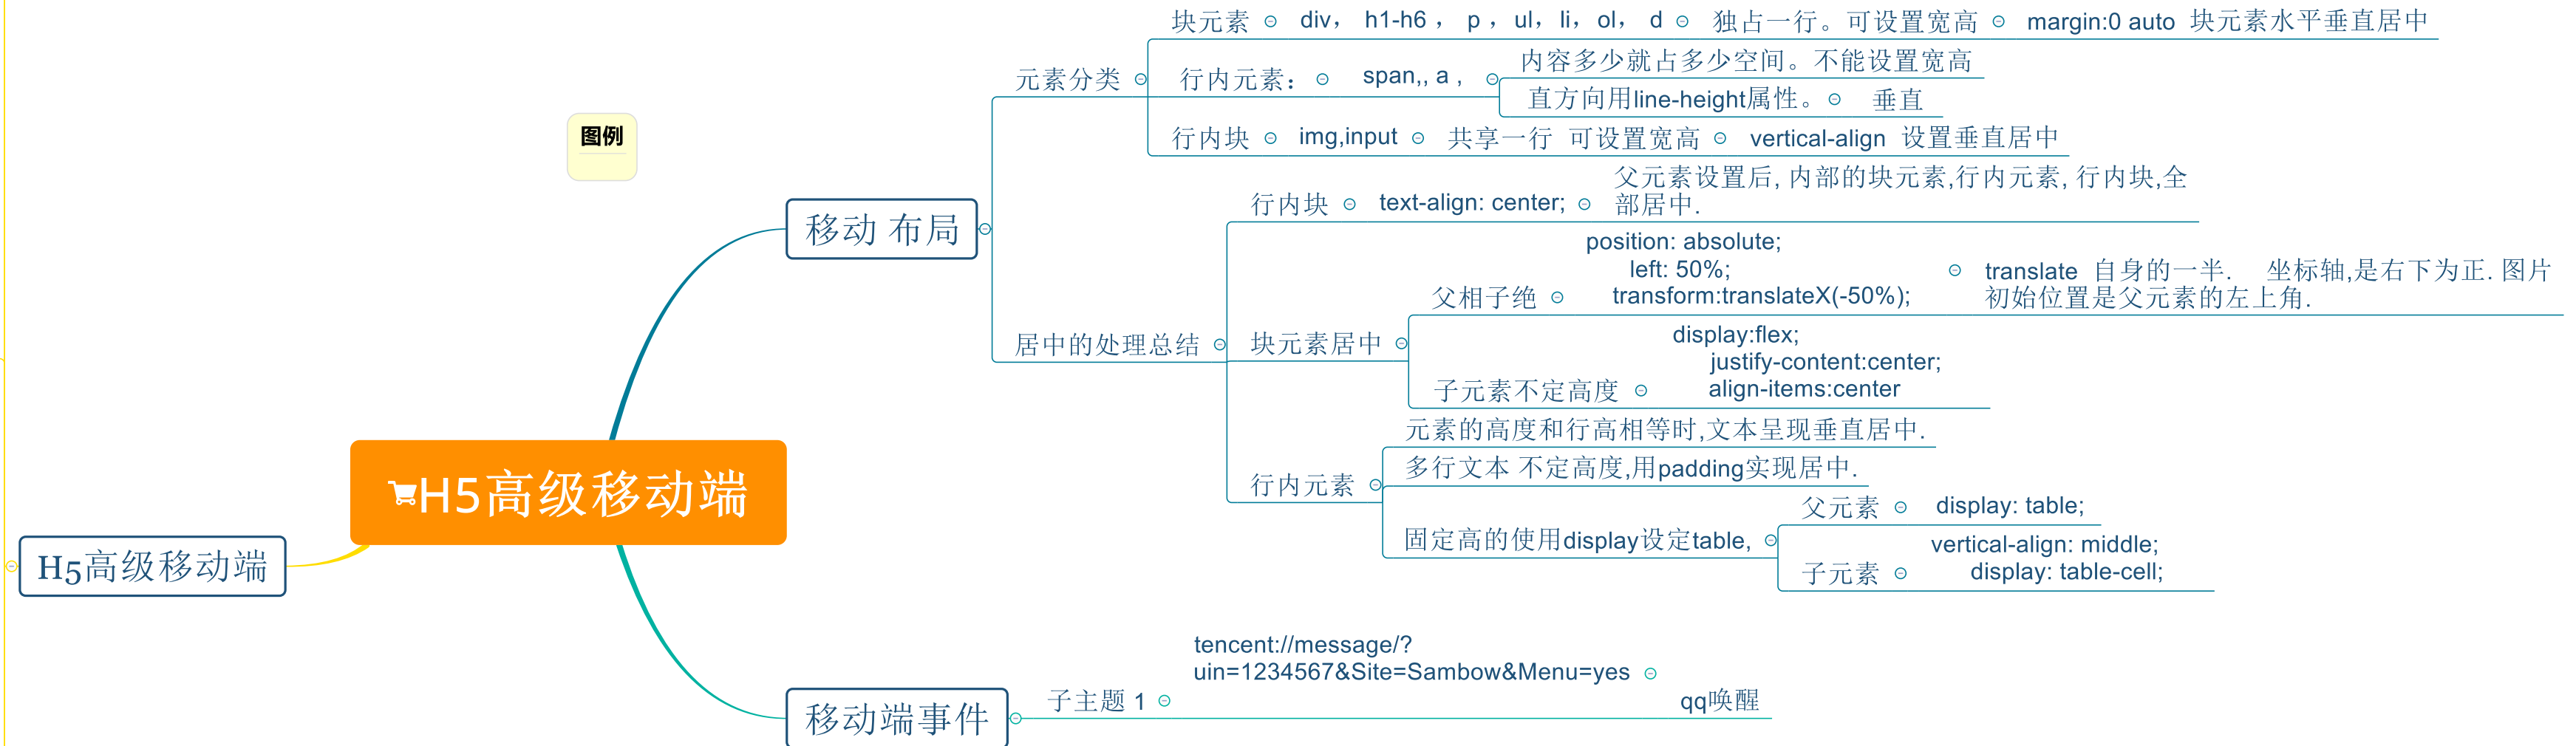 块元素
div， h1-h6， p，ul，li，ol， d
独占一行。可设置宽高
margin:0 auto 块元素水平垂直居中
元素分类
行内元素：
span,, a ,
内容多少就占多少空间。不能设置宽高
直方向用line-height属性。
垂直
行内块
img,input
共享一行 可设置宽高
vertical-align 设置垂直居中
图例
移动 布局
行内块
text-align: center;
父元素设置后, 内部的块元素,行内元素, 行内块,全
部居中.
居中的处理总结
块元素居中
父相子绝
position: absolute;
left: 50%;
transform:translateX(-50%);
translate 自身的一半. 坐标轴,是右下为正. 图片
初始位置是父元素的左上角.
子元素不定高度
display:flex;
justify-content:center;
align-items:center
行内元素
元素的高度和行高相等时,文本呈现垂直居中.
多行文本 不定高度,用padding实现居中.
固定高的使用display设定table,
父元素
display: table;
子元素
vertical-align: middle;
display: table-cell;
H5高级移动端
H5高级移动端
移动端事件
子主题 1
tencent://message/?
uin=1234567&Site=Sambow&Menu=yes
qq唤醒